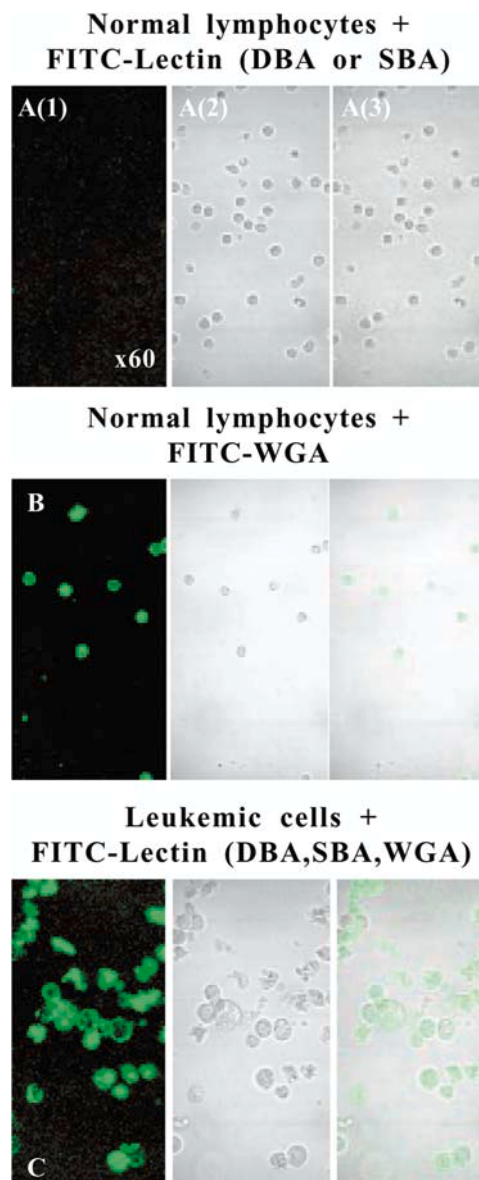 Normal lymphocytes +
FITC-Lectin (DBA or SBA)
A(1) A(2) A(3)
x60
Normal lymphocytes +
FITC-WGA
B
Leukemic cells +
FITC-Lectin (DBA,SBA,WGA)
C